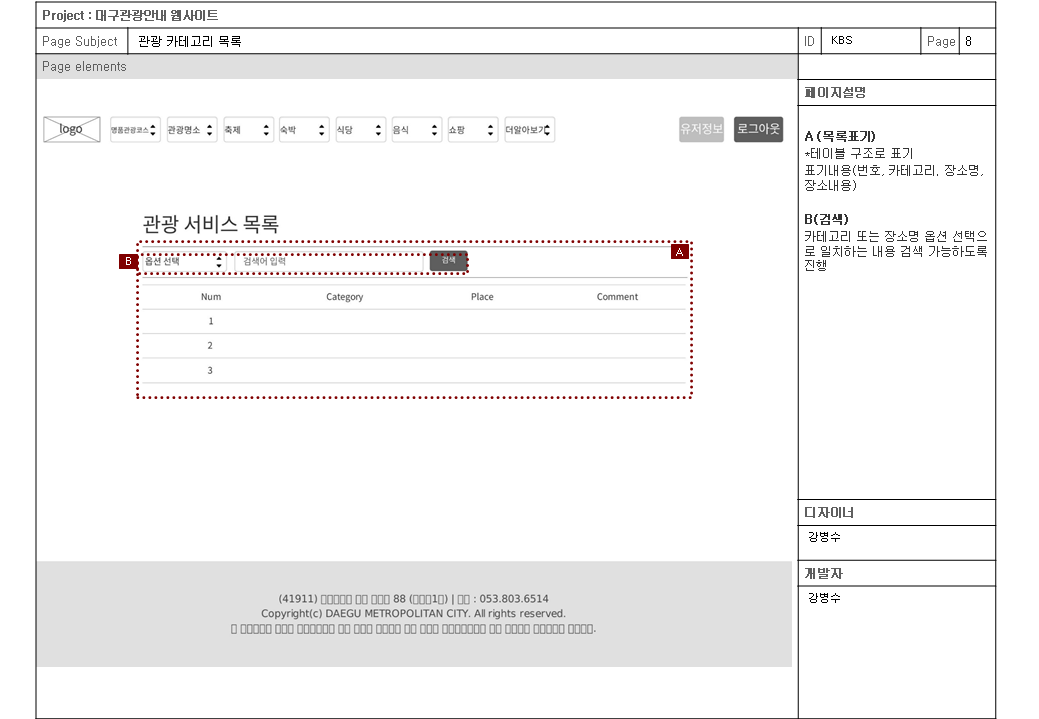 Project : 대구관광안내 웹사이트
Page Subject 관광 카테고리 목록 ID KBS Page 8
Page elements
페이지설명
logo 명품관광코스 관광명소 축제 숙박 식당 음식 쇼핑 더알아보기 유저정보 로그아웃
A (목록표기)
*테이블 구조로 표기
표기내용(번호, 카테고리, 장소명,
장소내용)
B(검색)
카테고리 또는 장소명 옵션 선택으
로 일치하는 내용 검색 가능하도록
진행
관광 서비스 목록
A
B 옵션 선택 검색어 입력 검색
Num Category Place Comment
1
2
3
디자이너
강병수
개발자
강병수
(41911) 88 ( 1 ) | : 053.803.6514
Copyright(c) DAEGU METROPOLITAN CITY. All rights reserved.